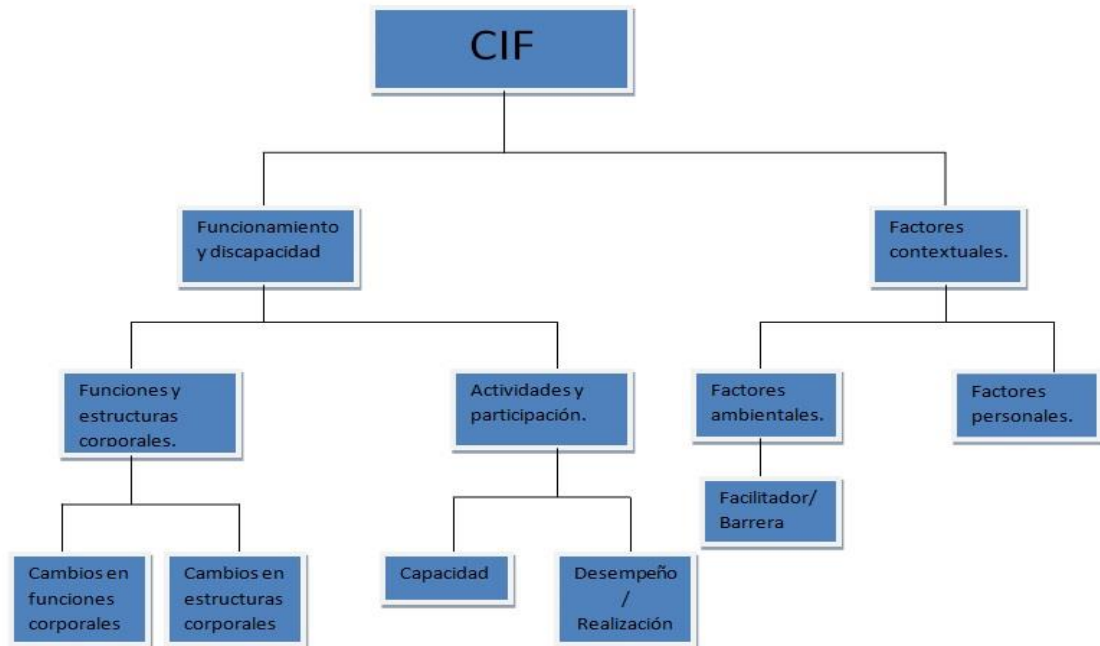 CIF
Funcionamiento
y discapacidad
Factores
contextuales.
Funciones y
estructuras
corporales.
Actividades y
participación.
Factores
ambientales.
Factores
personales.
Facilitador/
Barrera
Cambios en
funciones
corporales
Cambios en
estructuras
corporales
Capacidad
Desempeño
/
Realización